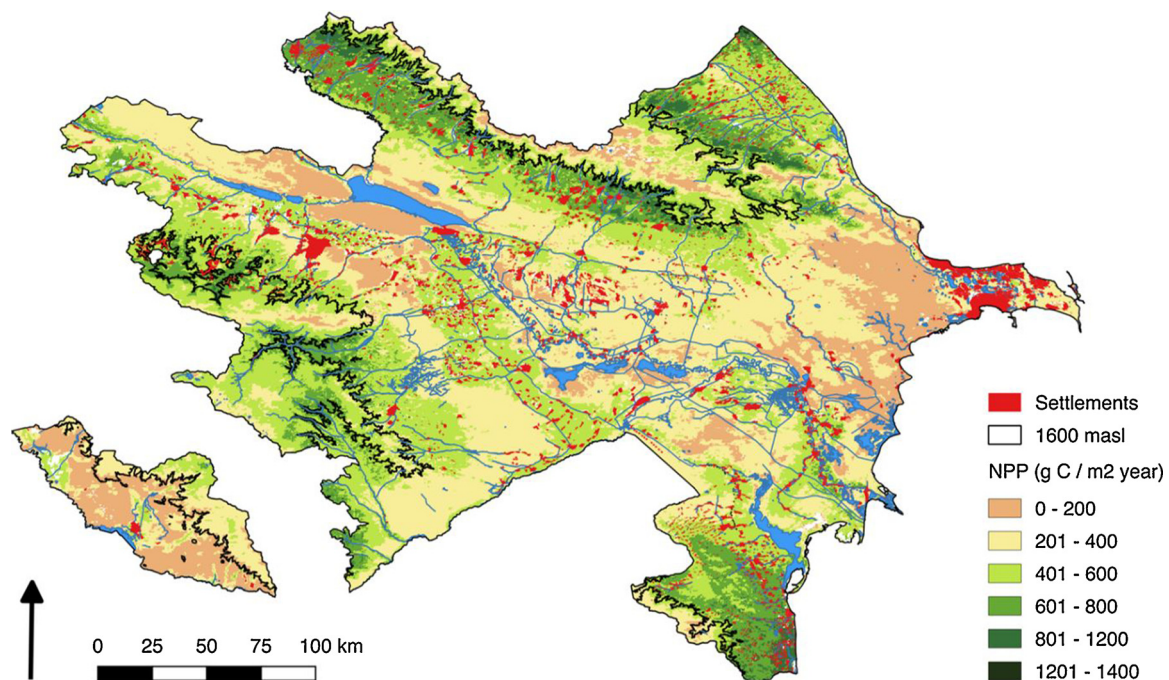 Settlements
1600 masl
NPP (g C / m2 year)
0 - 200
201 - 400
401 - 600
601 - 800
801 - 1200
1201 - 1400
0 25 50 75 100 km